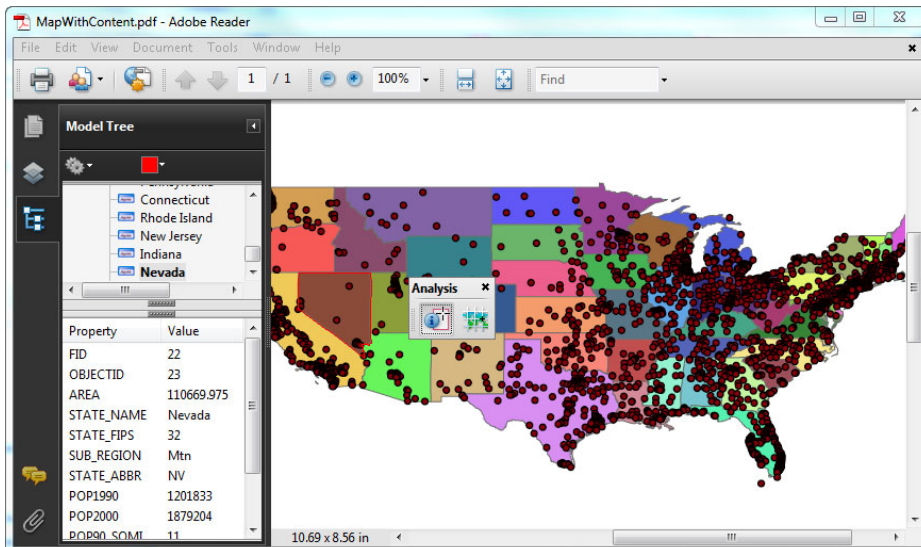 MapWithContent.pdf - Adobe Reader
File Edit View Document Tools Window Help
1 / 1 100% Find
Model Tree
Connecticut
Rhode Island
New Jersey
Indiana
Nevada
Analysis
Property Value
FID 22
OBJECTID 23
AREA 110669.975
STATE_NAME Nevada
STATE_FIPS 32
SUB_REGION Mtn
STATE_ABBR NV
POP1990 1201833
POP2000 1879204
POP90_SQMI 11
10.69 x 8.56 in